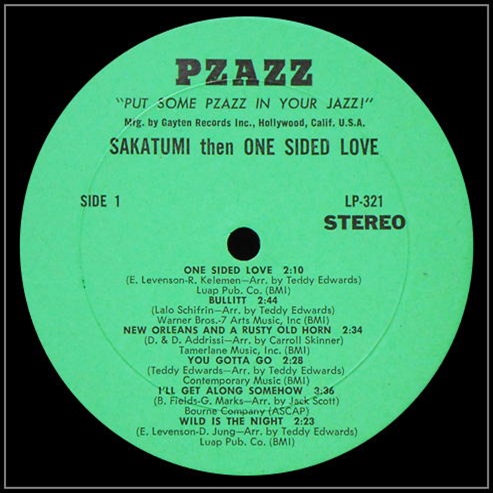 PZAZZ
"PUT SOME PZAZZ IN YOUR JAZZ!"
Mfg. by Gayten Records Inc., Hollywood, Calif. U.S.A.
SAKATUMI then ONE SIDED LOVE
SIDE 1
LP-321
STEREO
ONE SIDED LOVE 2:10
(E. Levenson-R. Kelemen—Arr. by Teddy Edwards)
Luap Pub. Co. (BMI)
BULLITT 2:44
(Lalo Schifrin—Arr. by Teddy Edwards)
Warner Bros.-7 Arts Music, Inc (BMI)
NEW ORLEANS AND A RUSTY OLD HORN 2:34
(D. & D. Addrissi—Arr. by Carroll Skinner)
Tamerlane Music, Inc. (BMI)
YOU GOTTA GO 2:28
(Teddy Edwards—Arr. by Teddy Edwards)
Contemporary Music (BMI)
I'LL GET ALONG SOMEHOW 3:36
(B. Fields-G. Marks—Arr. by Jack Scott)
Bourne Company (ASCAP)
WILD IS THE NIGHT 2:23
(E. Levenson-D. Jung—Arr. by Teddy Edwards)
Luap Pub. Co. (BMI)